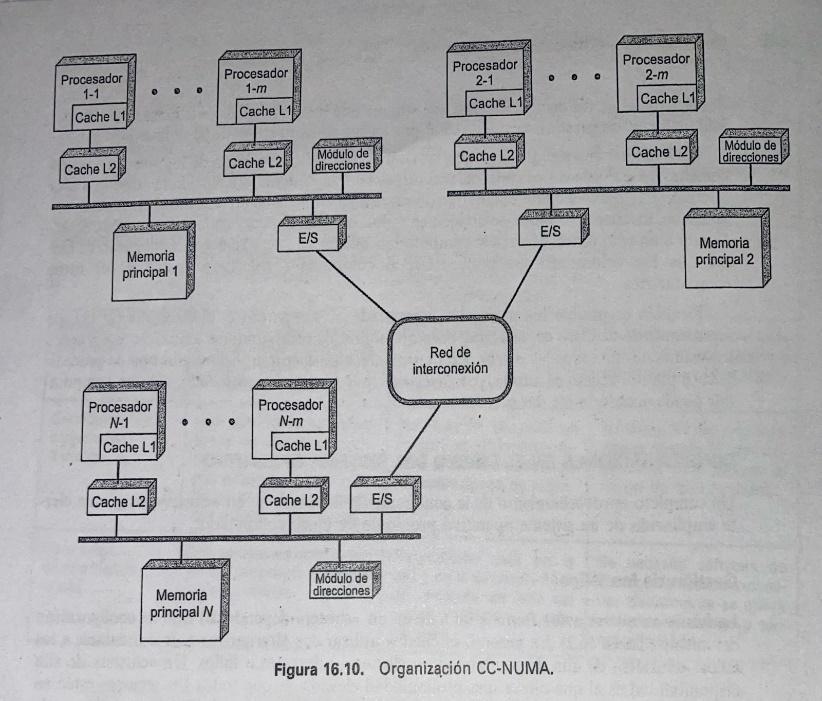 Procesador
1-1
Cache L1
Procesador
1-m
Cache L1
Cache L2
Cache L2
Módulo de
direcciones
Memoria
principal 1
E/S
Procesador
2-1
Cache L1
Procesador
2-m
Cache L1
Cache L2
Cache L2
Módulo de
direcciones
E/S
Memoria
principal 2
Red de
interconexión
Procesador
N-1
Cache L1
Procesador
N-m
Cache L1
Cache L2
Cache L2
E/S
Memoria
principal N
Módulo de
direcciones
Figura 16.10. Organización CC-NUMA.